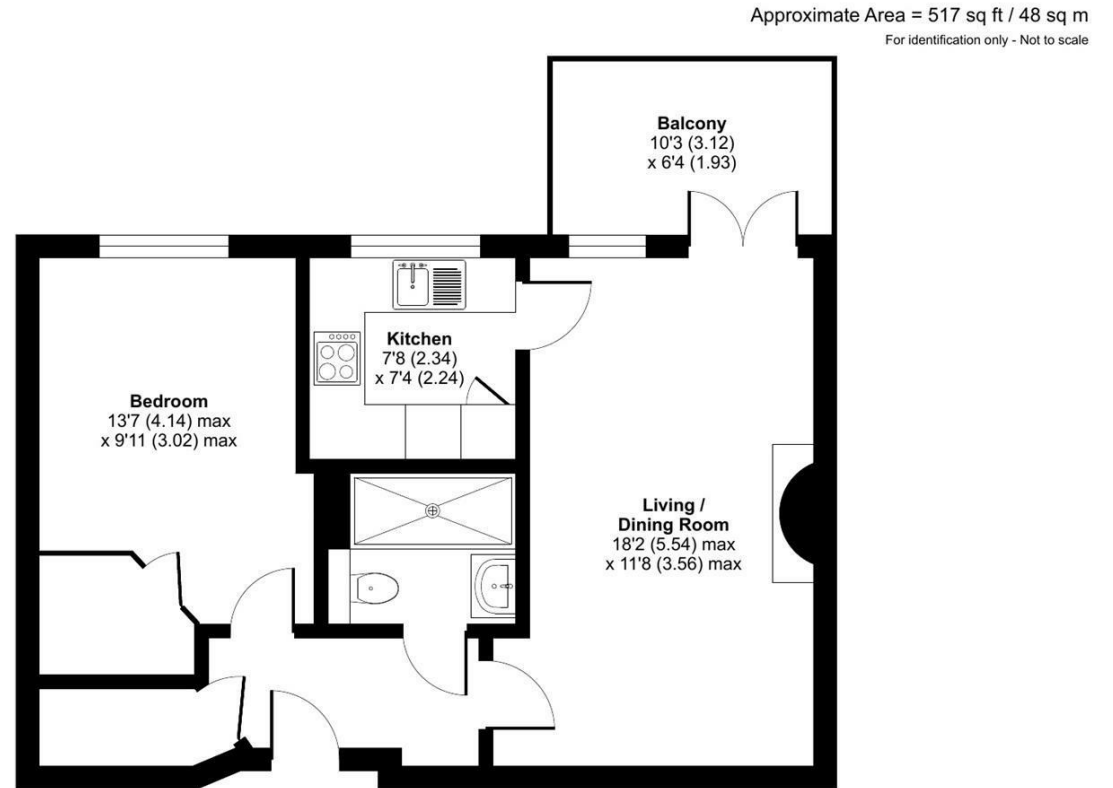 Approximate Area = 517 sq ft / 48 sq m
For identification only - Not to scale
Balcony
10'3 (3.12)
x 6'4 (1.93)
Kitchen
7'8 (2.34)
x 7'4 (2.24)
Bedroom
13'7 (4.14) max
x 9'11 (3.02) max
Living /
Dining Room
18'2 (5.54) max
x 11'8 (3.56) max